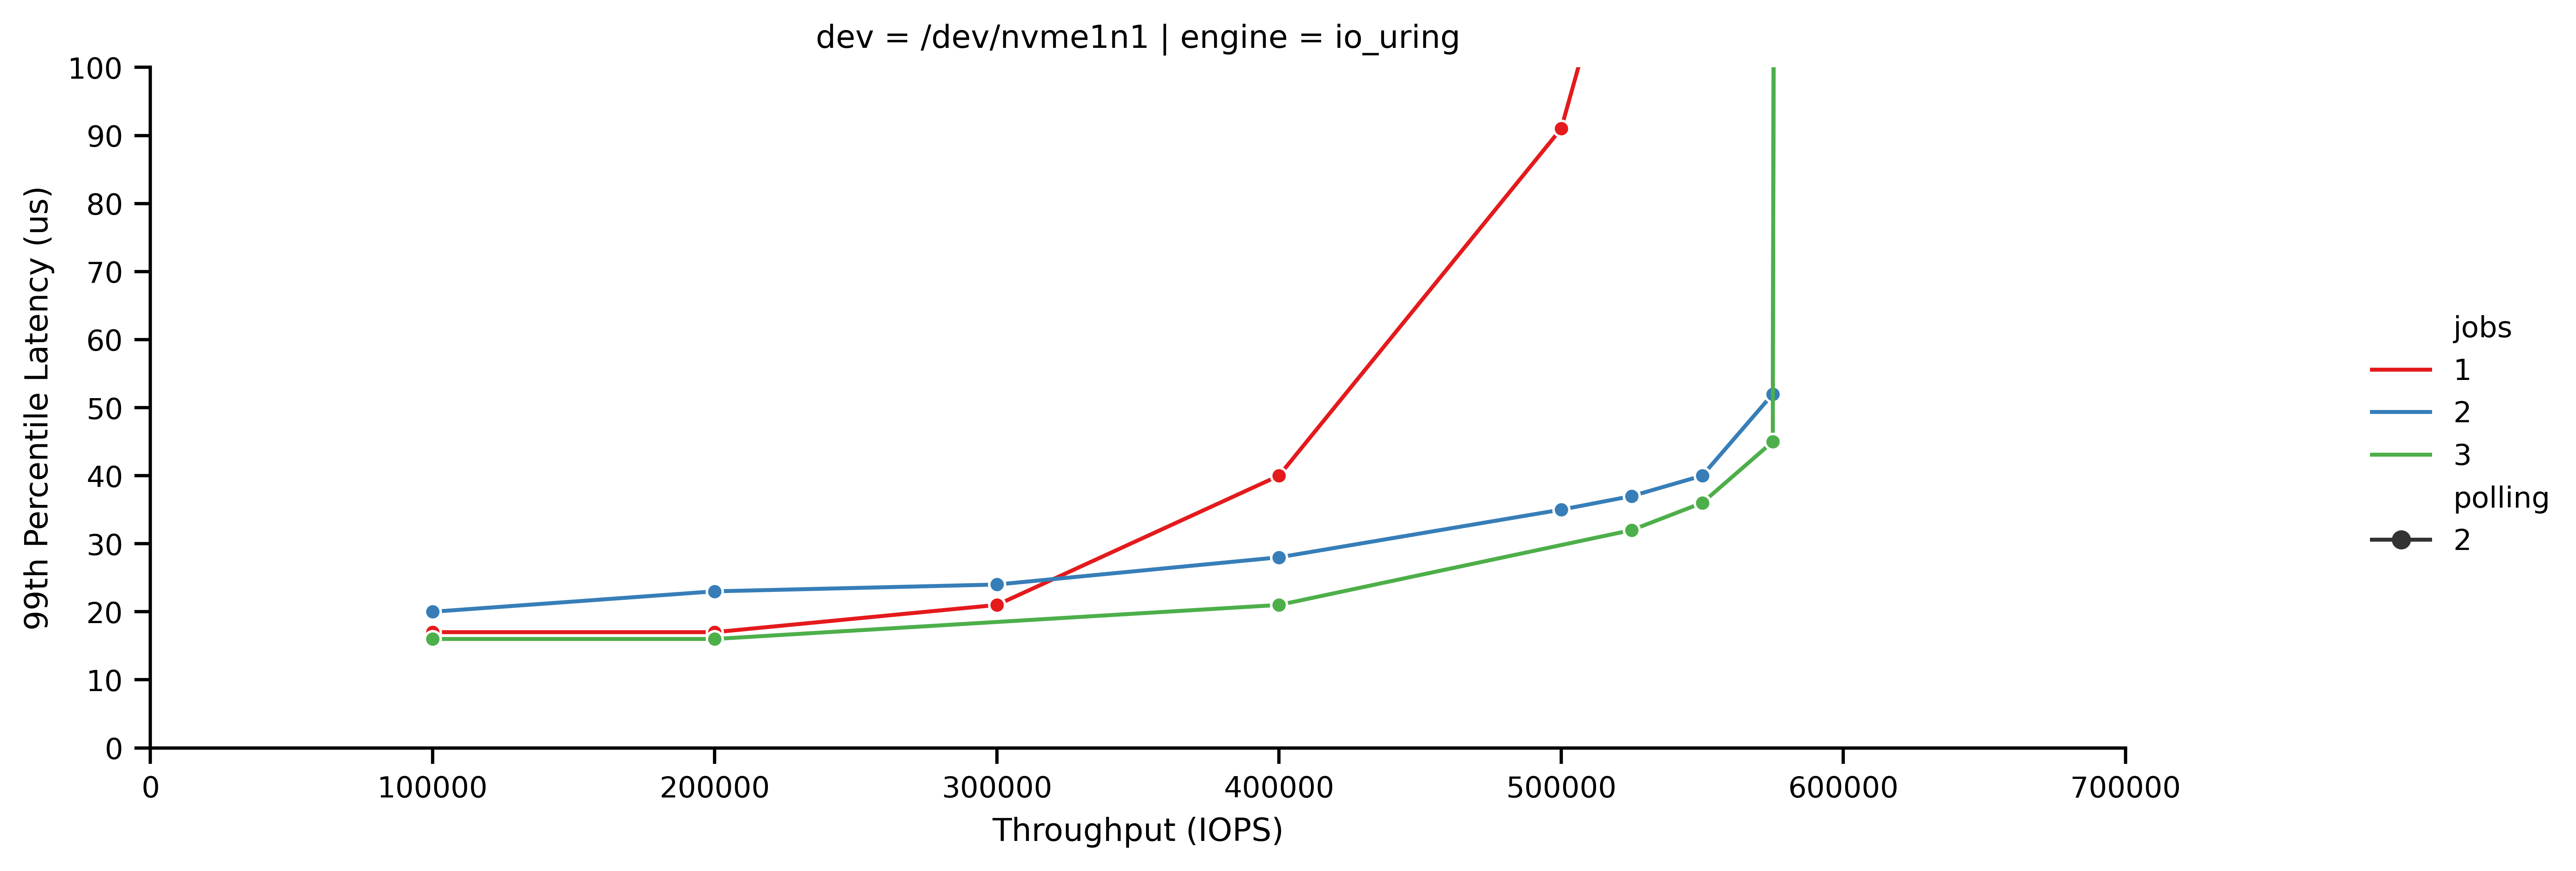 dev = /dev/nvme1n1 | engine = io_uring
100
90
80
70
60
50
40
30
20
10
0
99th Percentile Latency (us)
0 100000 200000 300000 400000 500000 600000 700000
Throughput (IOPS)
jobs
1
2
3
polling
2